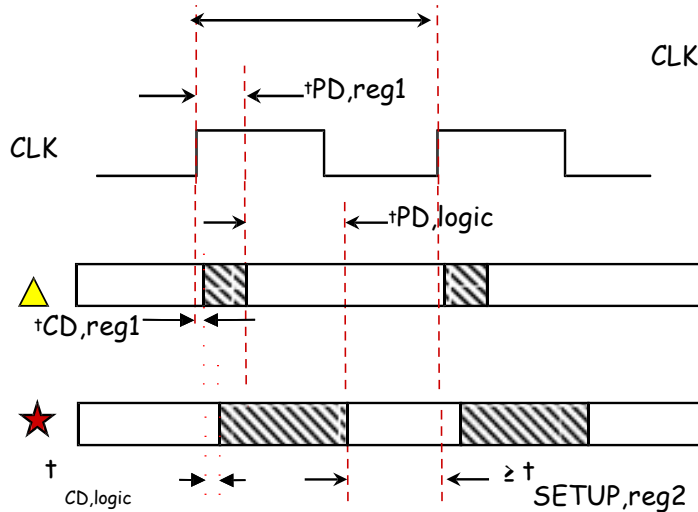 CLK
tPD,reg1
CLK
tPD,logic
tCD,reg1
t
CD,logic
≥ t
SETUP,reg2